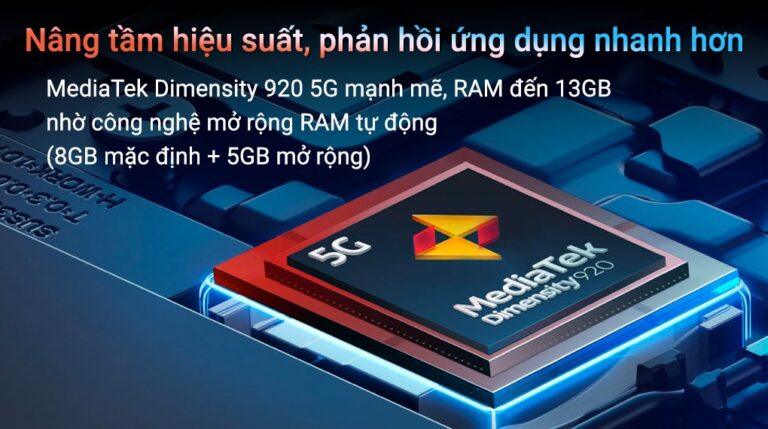 Nâng tầm hiệu suất, phản hồi ứng dụng nhanh hơn
MediaTek Dimensity 920 5G mạnh mẽ, RAM đến 13GB
nhờ công nghệ mở rộng RAM tự động
(8GB mặc định + 5GB mở rộng)
5G
MediaTek
Dimensity 920